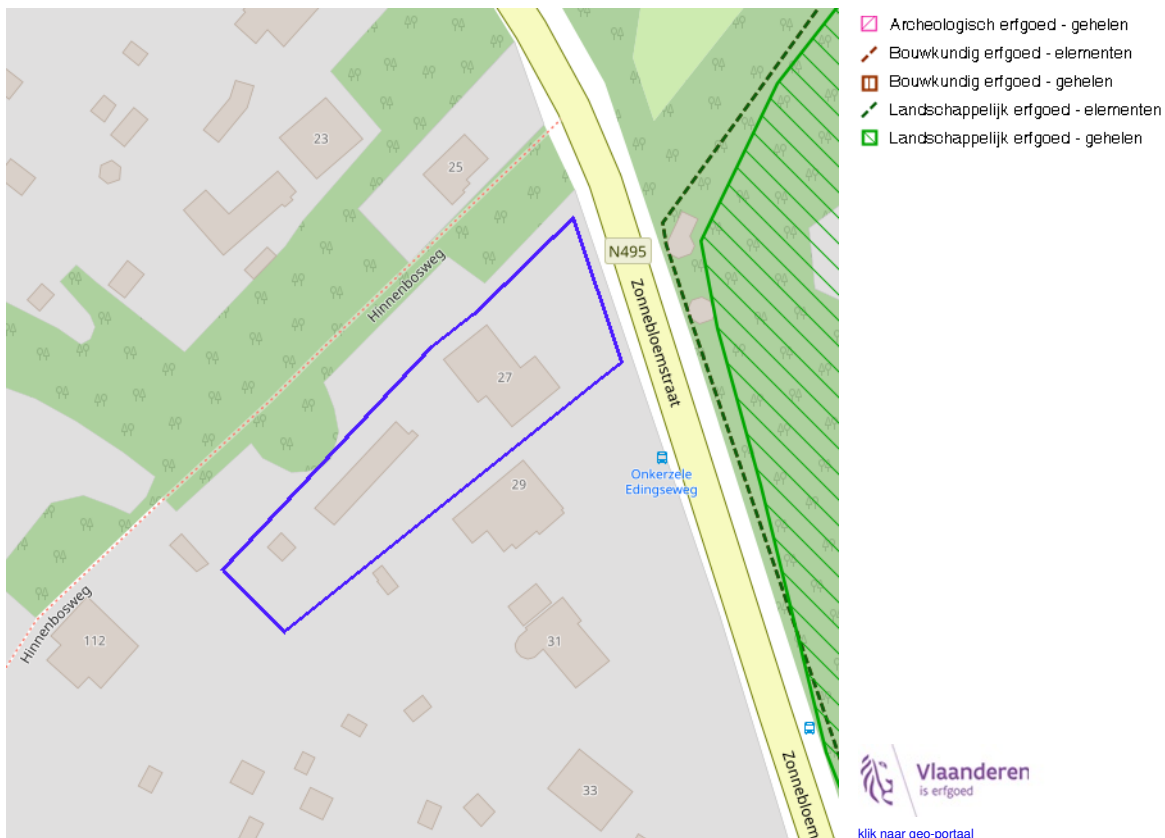 Archeologisch erfgoed - gehelen
Bouwkundig erfgoed - elementen
Bouwkundig erfgoed - gehelen
Landschappelijk erfgoed - elementen
Landschappelijk erfgoed - gehelen
23
25
Hinnenbosweg
N495
Zonnebloemstraat
27
29
Onkerzele
Edingseweg
Hinnenbosweg
112
31
33
Zonnebloem
Vlaanderen
is erfgoed
klik naar geo-portaal